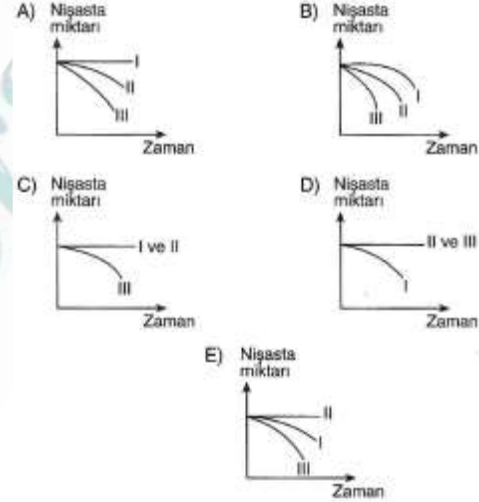 A) Nişasta
miktarı
I
II
III
Zaman
B) Nişasta
miktarı
I
II
III
Zaman
C) Nişasta
miktarı
I ve II
III
Zaman
D) Nişasta
miktarı
II ve III
I
Zaman
E) Nişasta
miktarı
II
I
III
Zaman